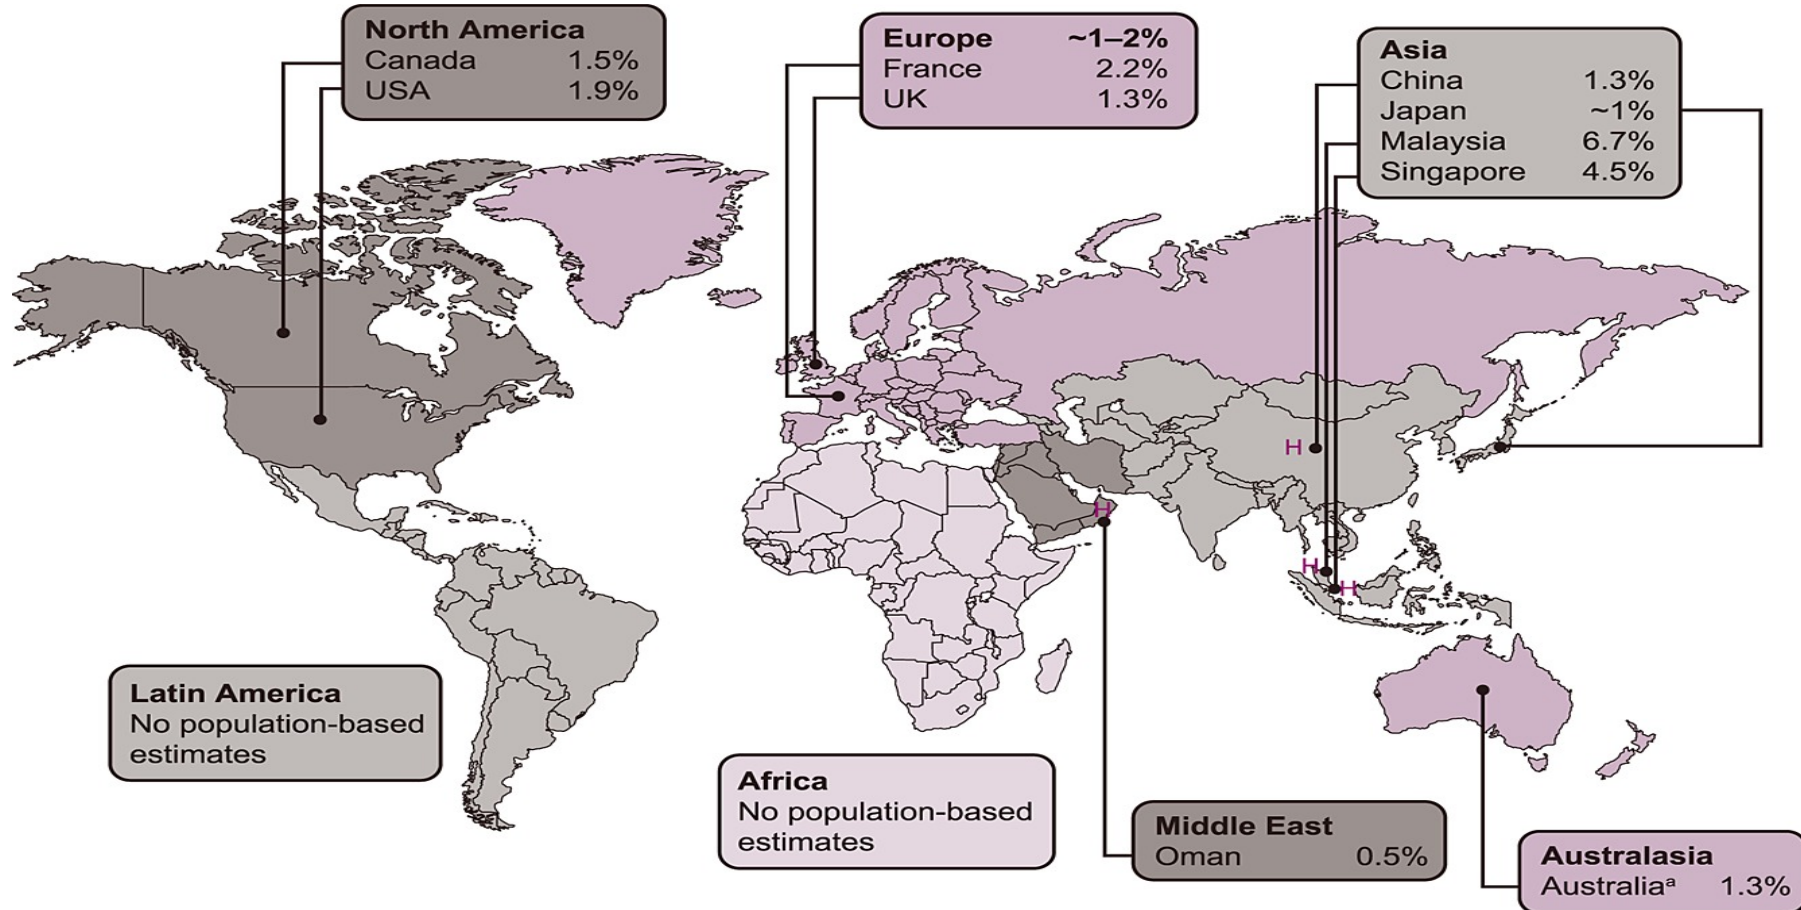 North America
Canada 1.5%
USA 1.9%
Europe ~1–2%
France 2.2%
UK 1.3%
Asia
China 1.3%
Japan ~1%
Malaysia 6.7%
Singapore 4.5%
H
H
H
H
Latin America
No population-based
estimates
Africa
No population-based
estimates
Middle East
Oman 0.5%
Australasia
Australiaᵃ 1.3%